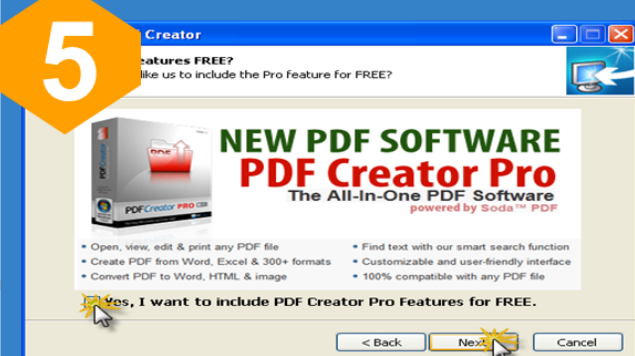 5
Creator
eatures FREE?
like us to include the Pro feature for FREE?
NEW PDF SOFTWARE
PDF Creator Pro
The All-In-One PDF Software
powered by Soda™ PDF
PDFCreator PRO
• Open, view, edit & print any PDF file
• Create PDF from Word, Excel & 300+ formats
• Convert PDF to Word, HTML & image
• Find text with our smart search function
• Customizable and user-friendly interface
• 100% compatible with any PDF file
Yes, I want to include PDF Creator Pro Features for FREE.
< Back
Next
Cancel